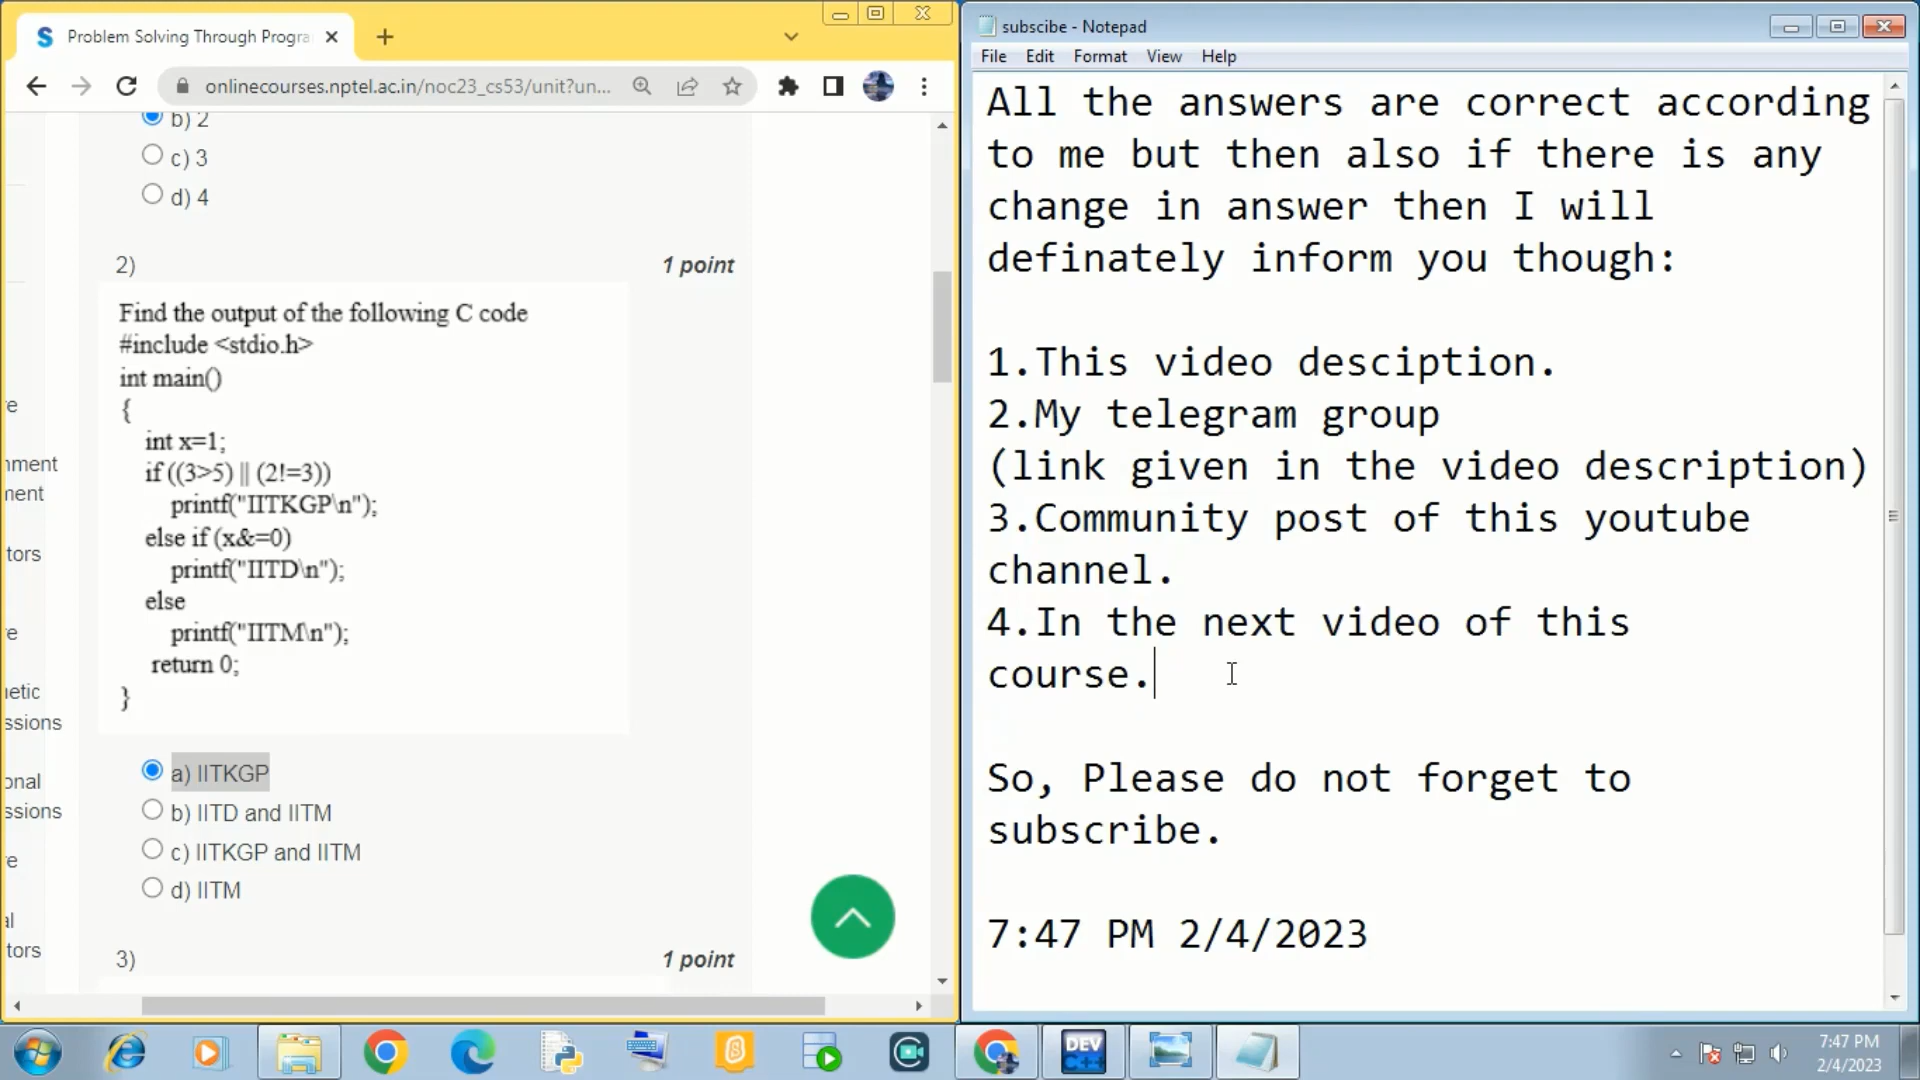 Problem Solving Through Progra
onlinecourses.nptel.ac.in/noc23_cs53/unit?un...
b) 2
c) 3
d) 4
2)
1 point
Find the output of the following C code
#include <stdio.h>
int main()
{
int x=1;
if ((3>5) || (2!=3))
printf("IITKGP\n");
else if (x&=0)
printf("IITD\n");
else
printf("IITM\n");
return 0;
}
a) IITKGP
b) IITD and IITM
c) IITKGP and IITM
d) IITM
3)
1 point
subscibe - Notepad
File Edit Format View Help
All the answers are correct according
to me but then also if there is any
change in answer then I will
definately inform you though:
1.This video desciption.
2.My telegram group
(link given in the video description)
3.Community post of this youtube
channel.
4.In the next video of this
course.
So, Please do not forget to
subscribe.
7:47 PM 2/4/2023
DEV
C++
7:47 PM
2/4/2023